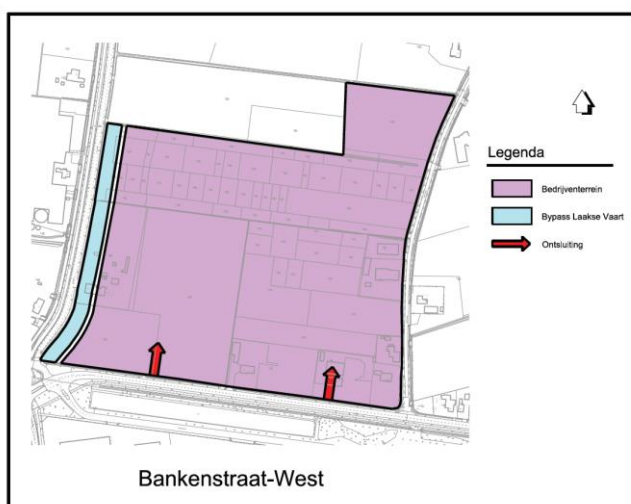 Legenda
Bedrijventerrein
Bypass Laakse Vaart
Ontsluiting
Bankenstraat-West